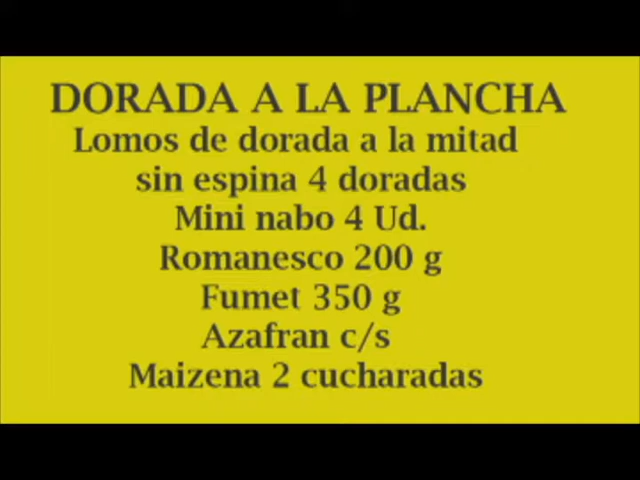 DORADA A LA PLANCHA
Lomos de dorada a la mitad
sin espina 4 doradas
Mini nabo 4 Ud.
Romanesco 200 g
Fumet 350 g
Azafran c/s
Maizena 2 cucharadas